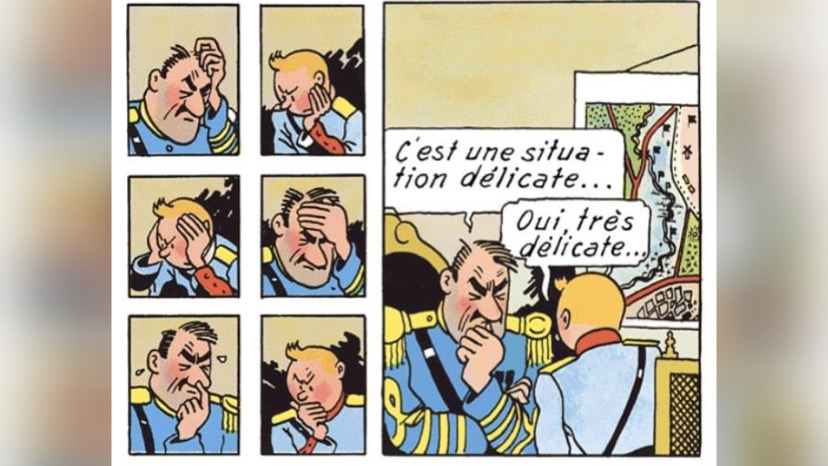 C'est une situa-
tion délicate...
Oui, très
délicate...